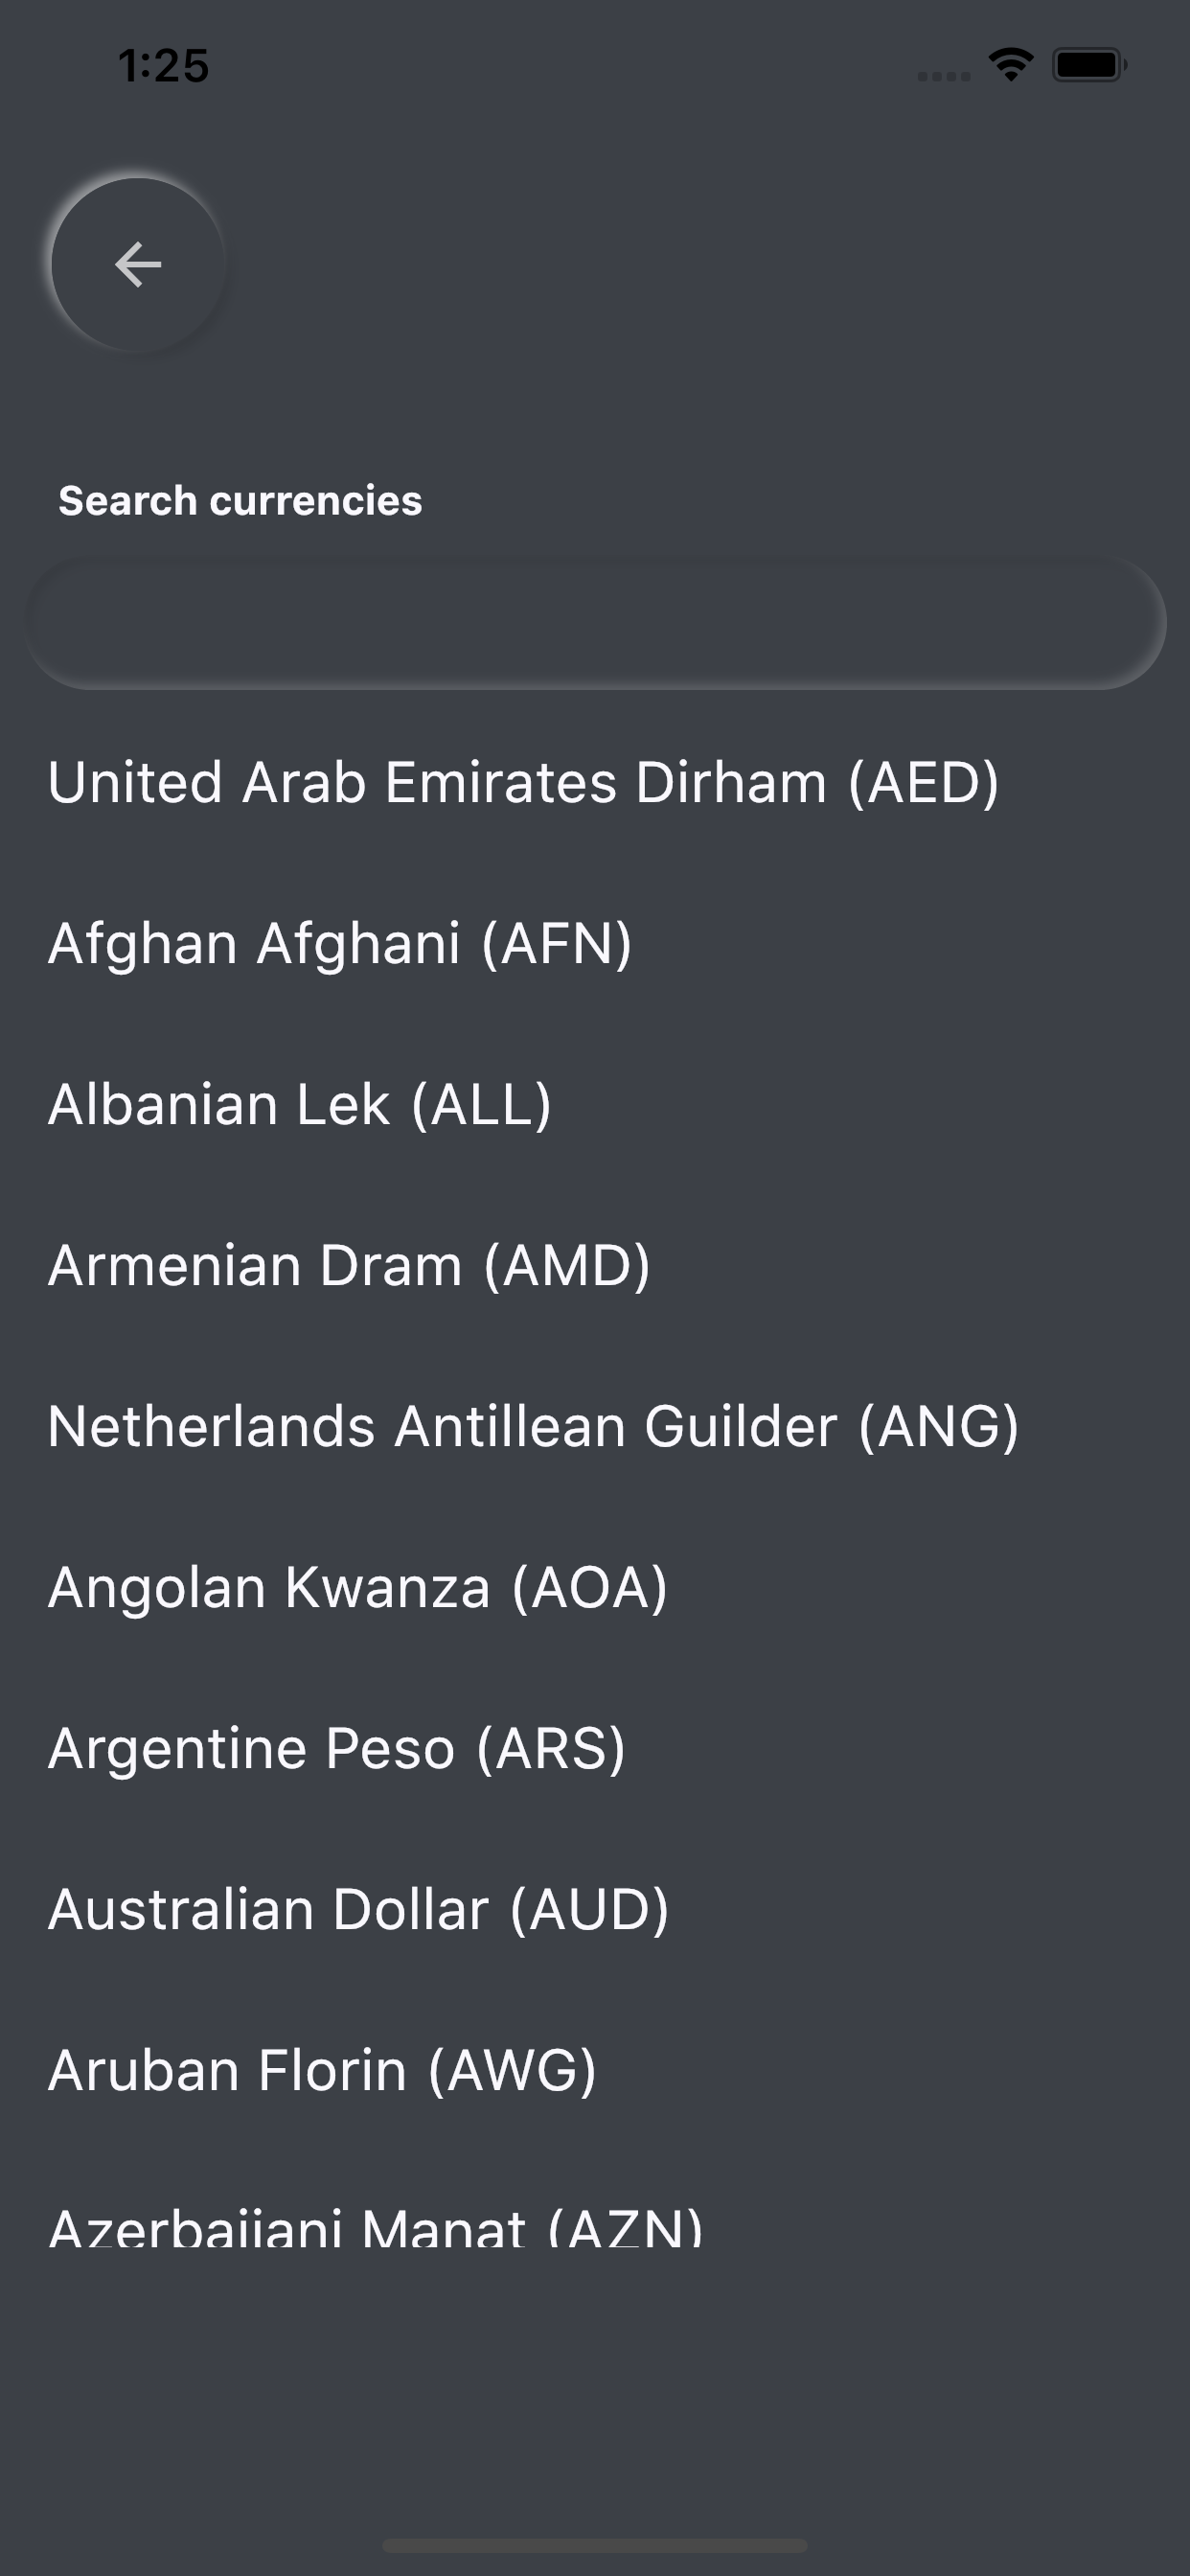 1:25
Search currencies
United Arab Emirates Dirham (AED)
Afghan Afghani (AFN)
Albanian Lek (ALL)
Armenian Dram (AMD)
Netherlands Antillean Guilder (ANG)
Angolan Kwanza (AOA)
Argentine Peso (ARS)
Australian Dollar (AUD)
Aruban Florin (AWG)
Azerbaijani Manat (AZN)